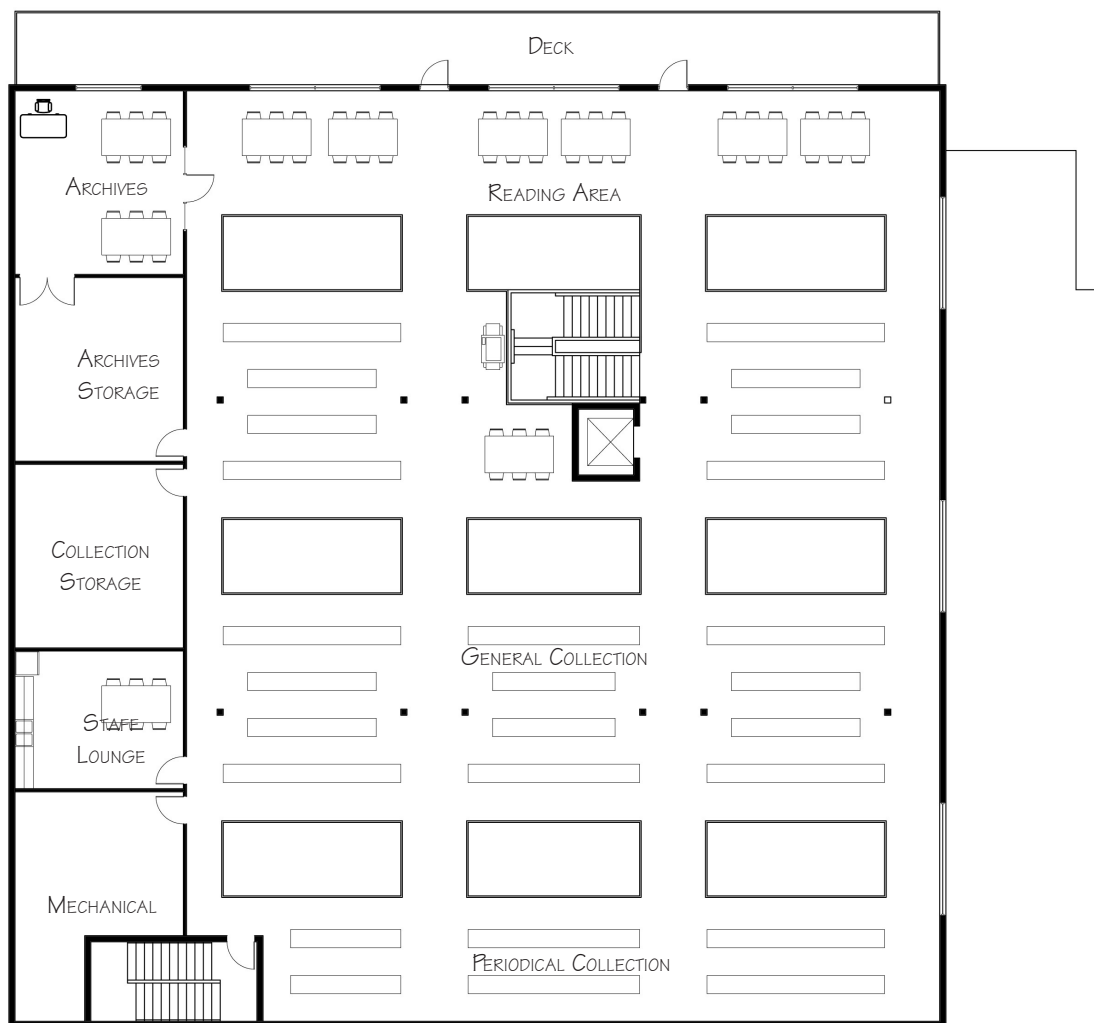 Deck
Archives
Reading Area
Archives
Storage
Collection
Storage
General Collection
Staff
Lounge
Mechanical
Periodical Collection